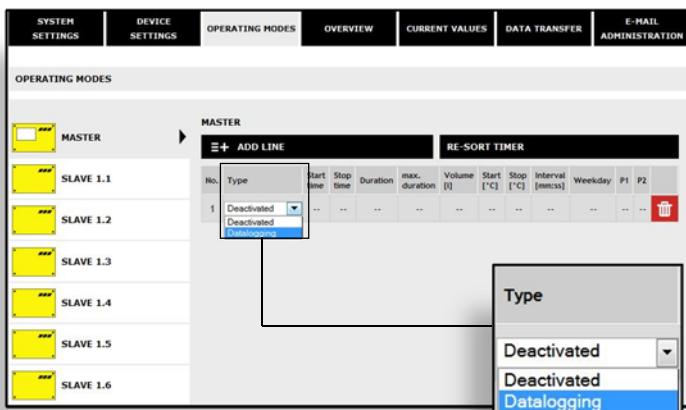 SYSTEM SETTINGS
DEVICE SETTINGS
OPERATING MODES
OVERVIEW
CURRENT VALUES
DATA TRANSFER
E-MAIL ADMINISTRATION
OPERATING MODES
MASTER
SLAVE 1.1
SLAVE 1.2
SLAVE 1.3
SLAVE 1.4
SLAVE 1.5
SLAVE 1.6
MASTER
ADD LINE
RE-SORT TIMER
No. Type Start time Stop time Duration max. duration Volume [l] Start [°C] Stop [°C] Interval [mm:ss] Weekday P1 P2
1 Deactivated -- -- -- -- -- -- -- -- -- -- --
Deactivated
Datalogging
Type
Deactivated
Deactivated
Datalogging